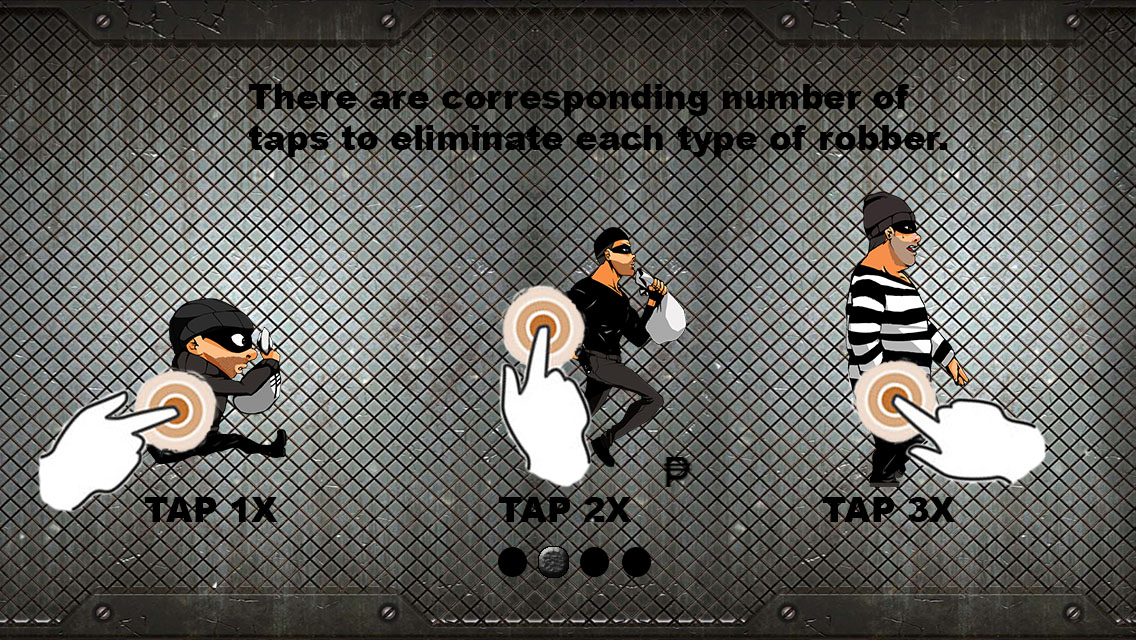 There are corresponding number of
taps to eliminate each type of robber.
₱
TAP 1X
TAP 2X
TAP 3X